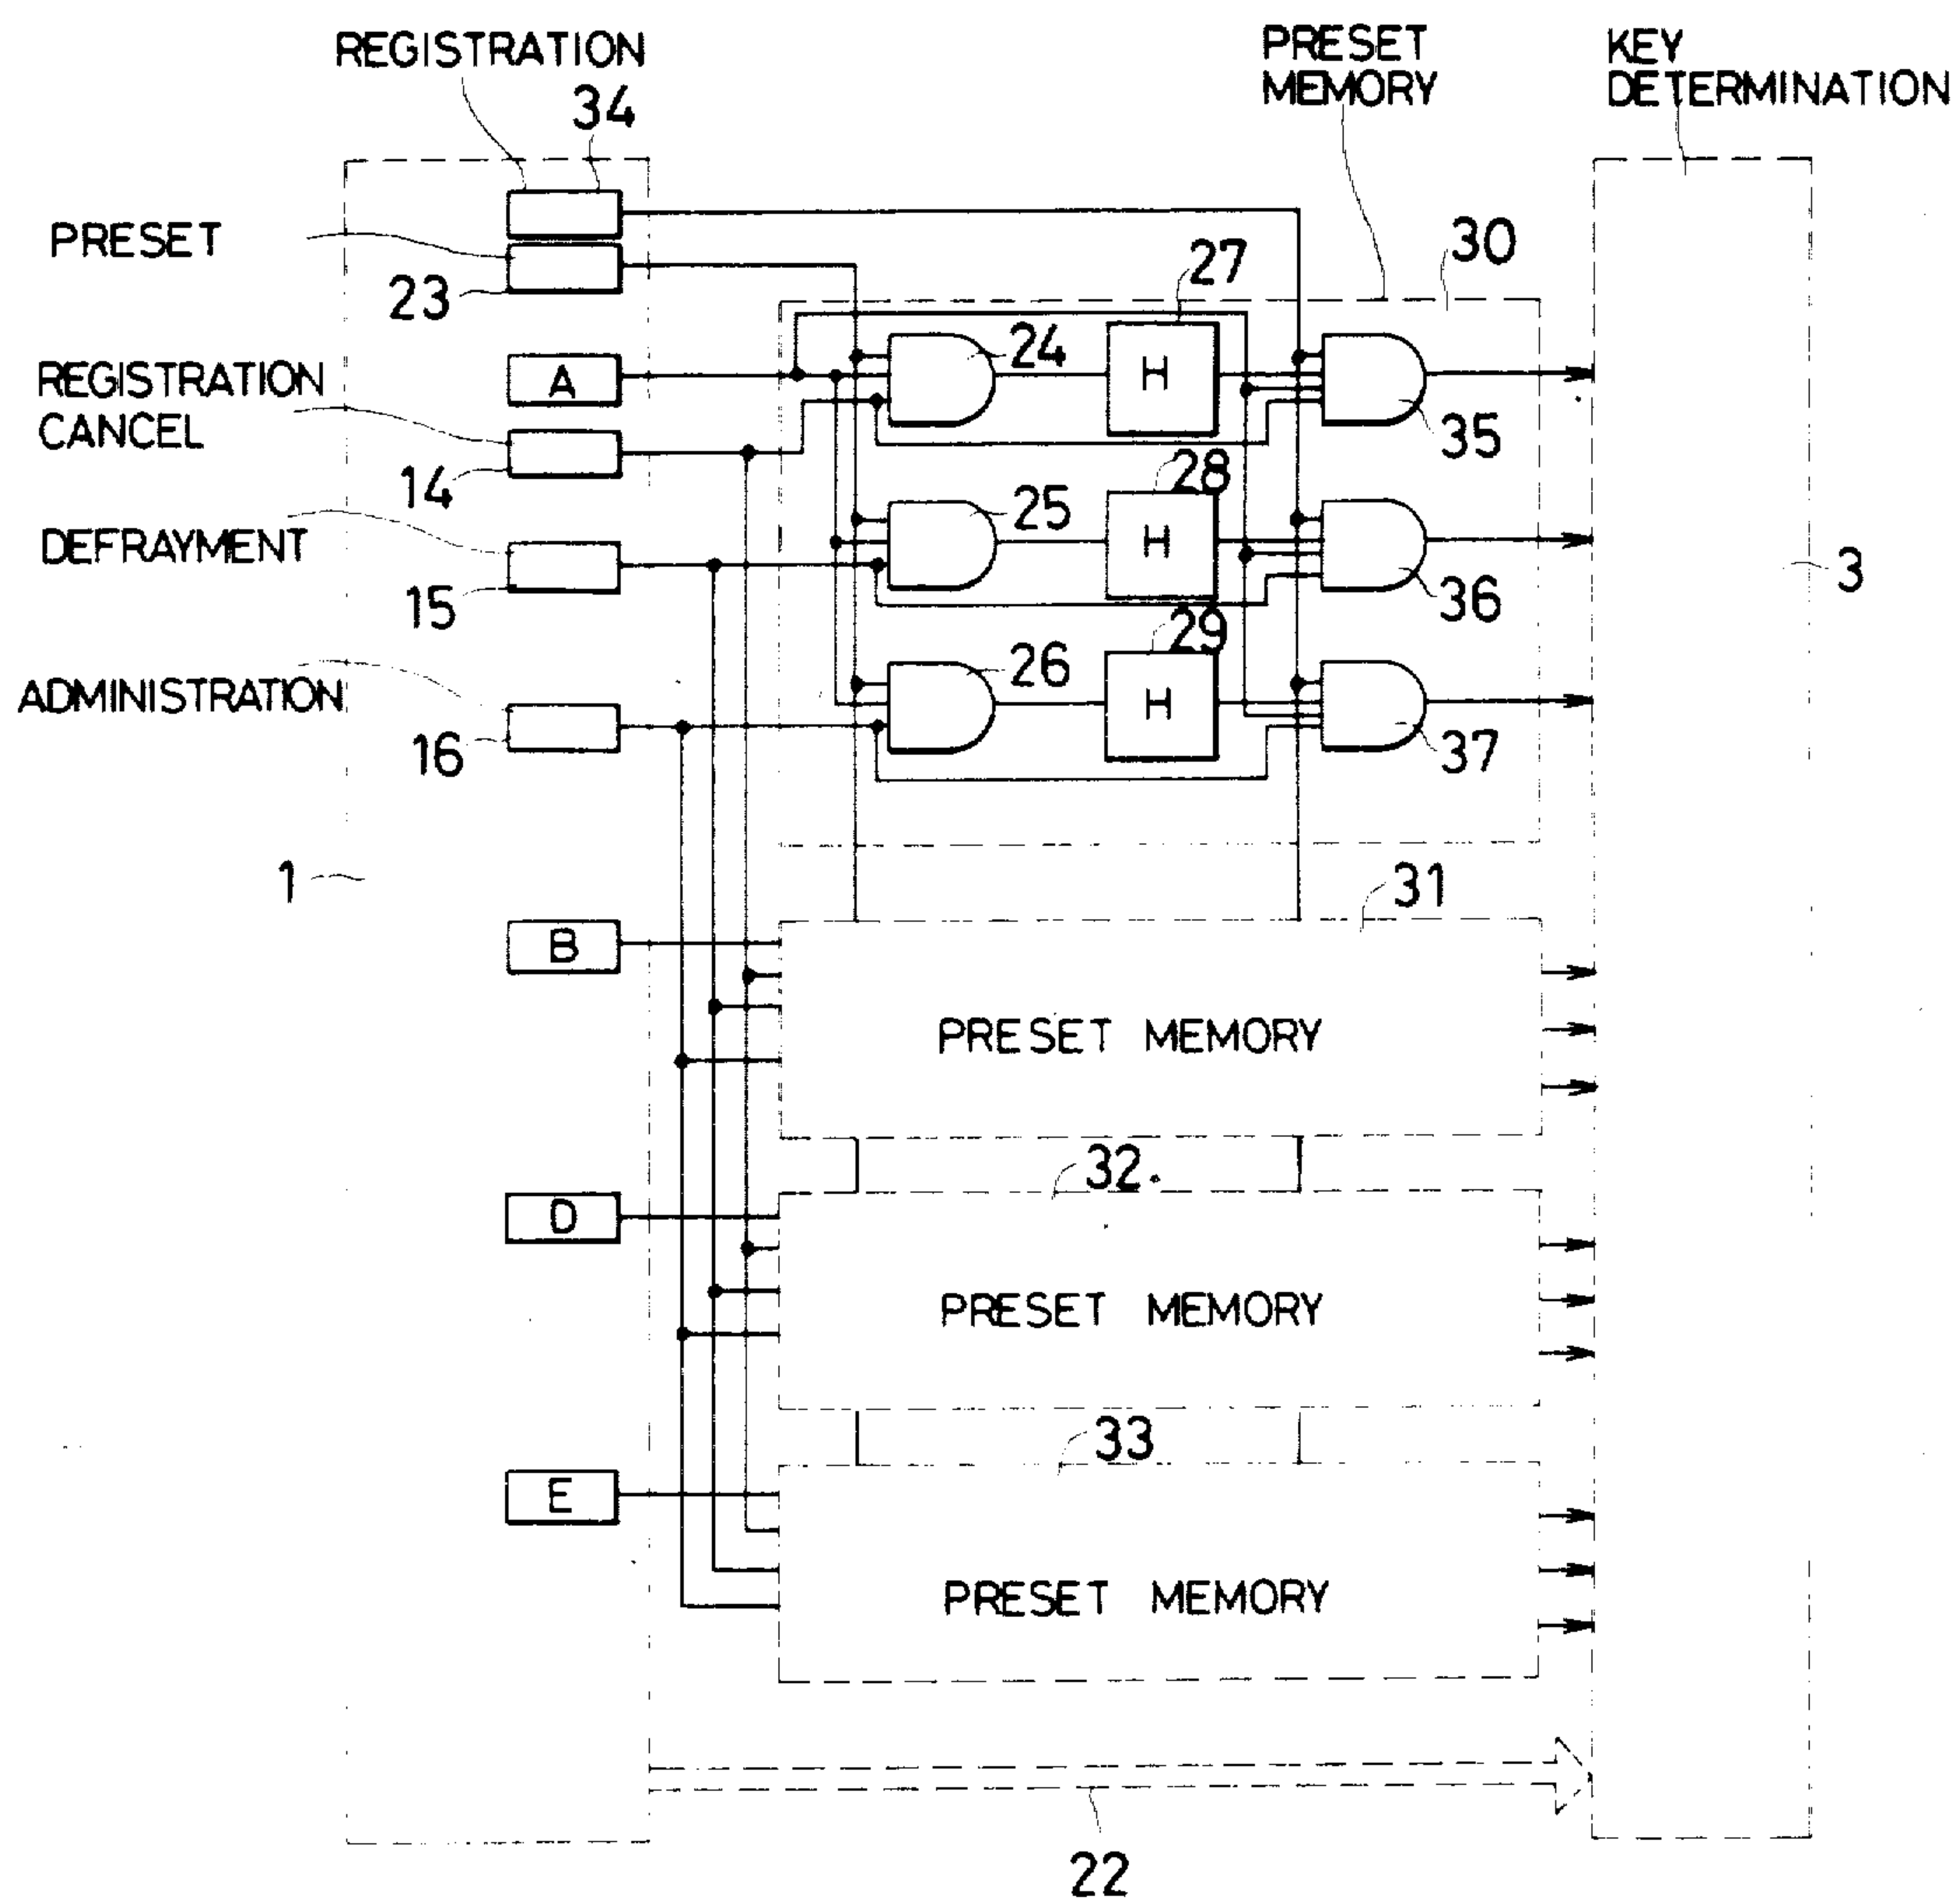 REGISTRATION
34
PRESET
MEMORY
KEY
DETERMINATION
PRESET
23
27
30
REGISTRATION
CANCEL
A
24
H
35
14
28
DEFRAYMENT
15
25
H
36
3
29
ADMINISTRATION
16
26
H
37
1
31
B
PRESET MEMORY
32
D
PRESET MEMORY
33
E
PRESET MEMORY
22